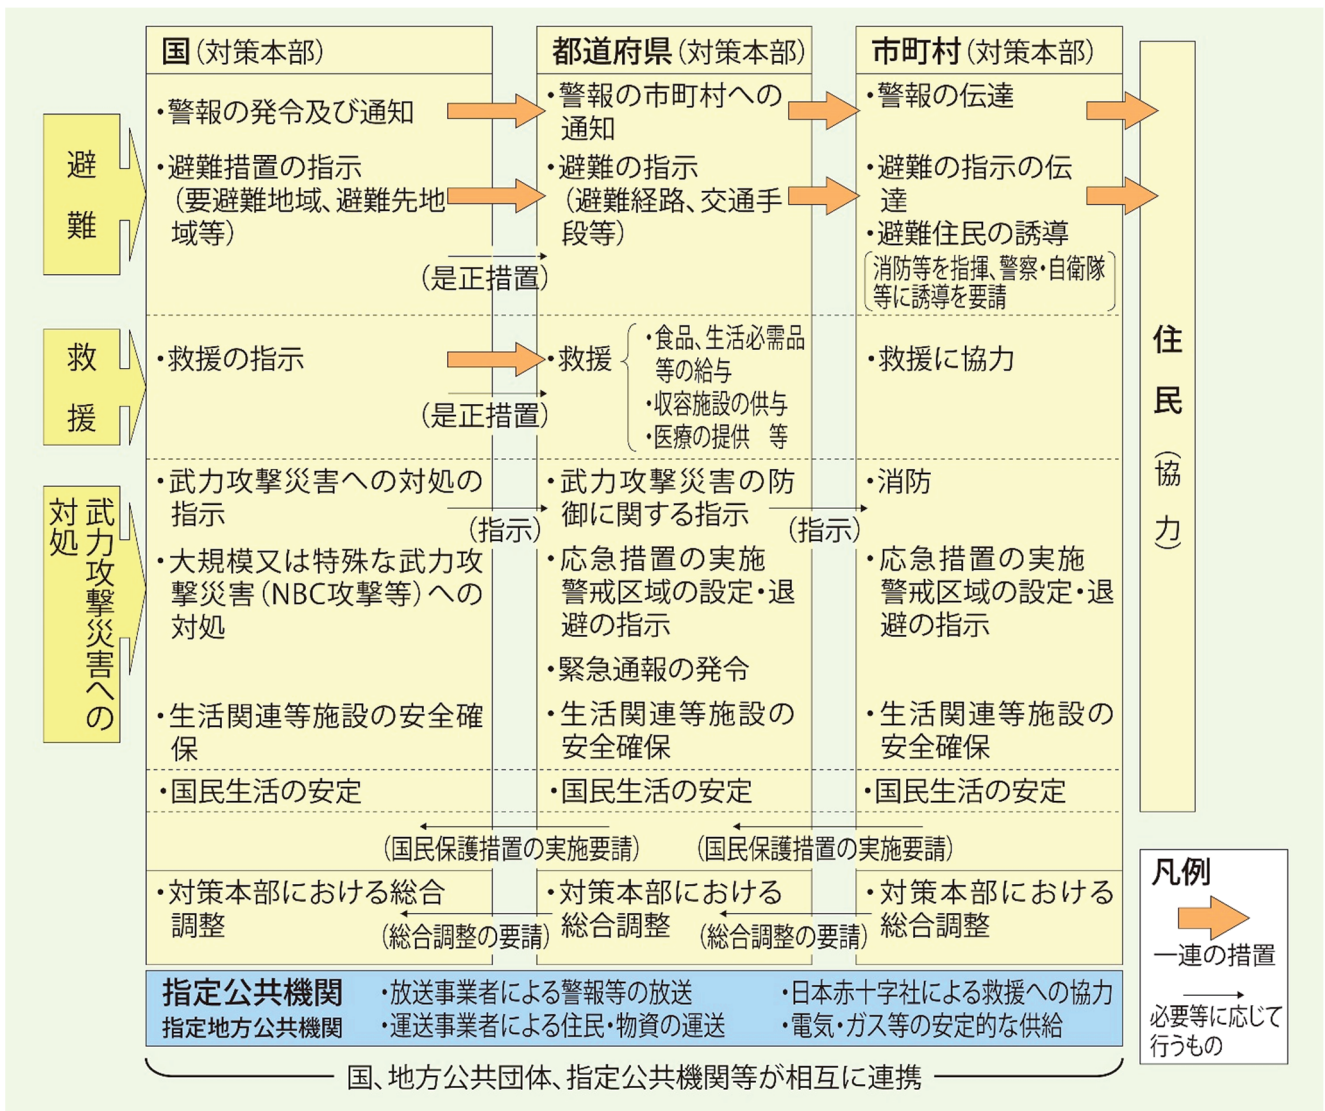 国（対策本部）
都道府県（対策本部）
市町村（対策本部）
避難
・警報の発令及び通知
・避難措置の指示
（要避難地域、避難先地
域等）
（是正措置）
・警報の市町村への
通知
・避難の指示
（避難経路、交通手
段等）
・警報の伝達
・避難の指示の伝
達
・避難住民の誘導
消防等を指揮、警察・自衛隊
等に誘導を要請
救援
・救援の指示
（是正措置）
・救援
・食品、生活必需品
等の給与
・収容施設の供与
・医療の提供　等
・救援に協力
武力攻撃災害への
対処
・武力攻撃災害への対処の
指示
（指示）
・大規模又は特殊な武力攻
撃災害（NBC攻撃等）への
対処
・生活関連等施設の安全確
保
・武力攻撃災害の防
御に関する指示
（指示）
・応急措置の実施
警戒区域の設定・退
避の指示
・緊急通報の発令
・生活関連等施設の
安全確保
・消防
・応急措置の実施
警戒区域の設定・退
避の指示
・生活関連等施設の
安全確保
・国民生活の安定
・国民生活の安定
・国民生活の安定
（国民保護措置の実施要請）
（国民保護措置の実施要請）
・対策本部における総合
調整
（総合調整の要請）
・対策本部における
総合調整
（総合調整の要請）
・対策本部における
総合調整
住民（協力）
指定公共機関
指定地方公共機関
・放送事業者による警報等の放送
・運送事業者による住民・物資の運送
・日本赤十字社による救援への協力
・電気・ガス等の安定的な供給
国、地方公共団体、指定公共機関等が相互に連携
凡例
一連の措置
必要等に応じて
行うもの